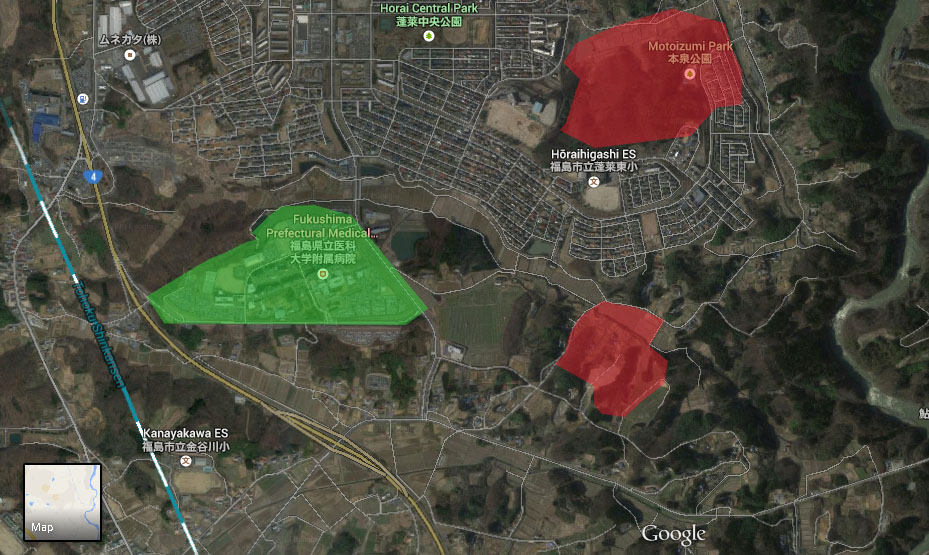 Horai Central Park
蓬莱中央公園
ムネカタ(株)
Motoizumi Park
本泉公園
Hōraihigashi ES
福島市立蓬莱東小
4
Fukushima
Prefectural Medical...
福島県立医科
大学附属病院
Tohoku Shinkansen
Kanayakawa ES
福島市立金谷川小
鮎
Map
Google